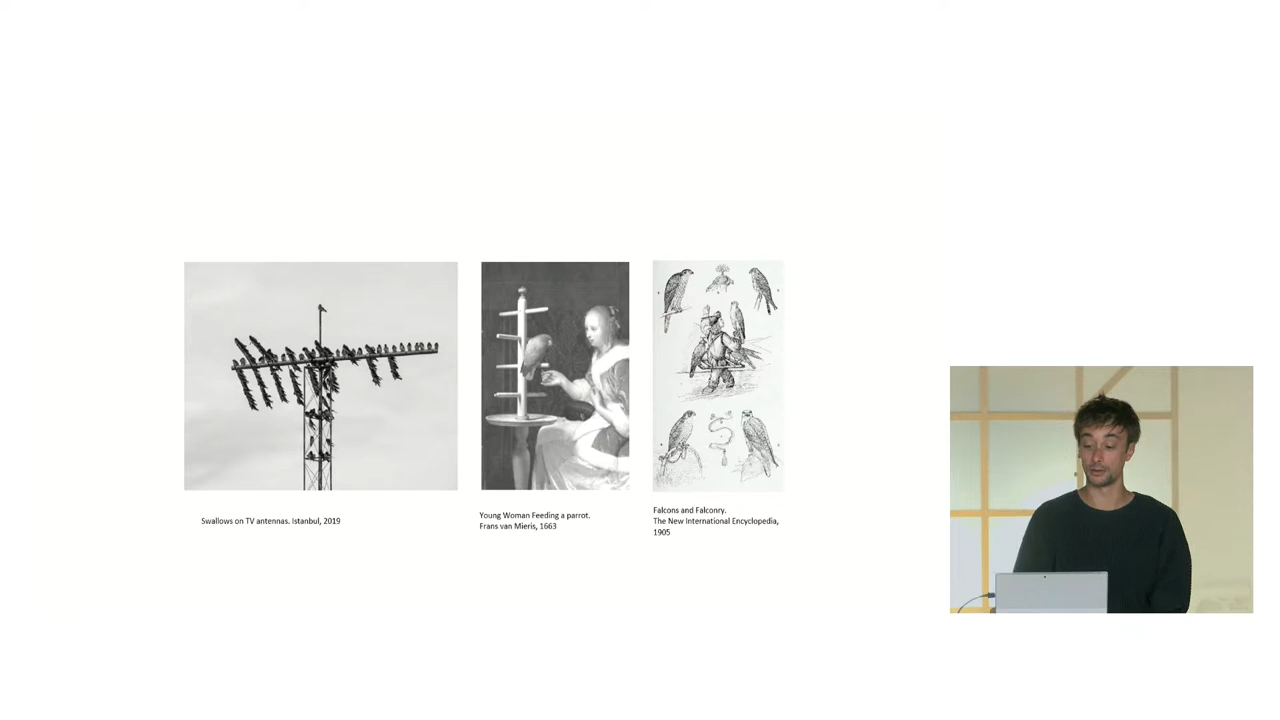 Swallows on TV antennas. Istanbul, 2019
Young Woman Feeding a parrot.
Frans van Mieris, 1663
Falcons and Falconry.
The New International Encyclopedia,
1905